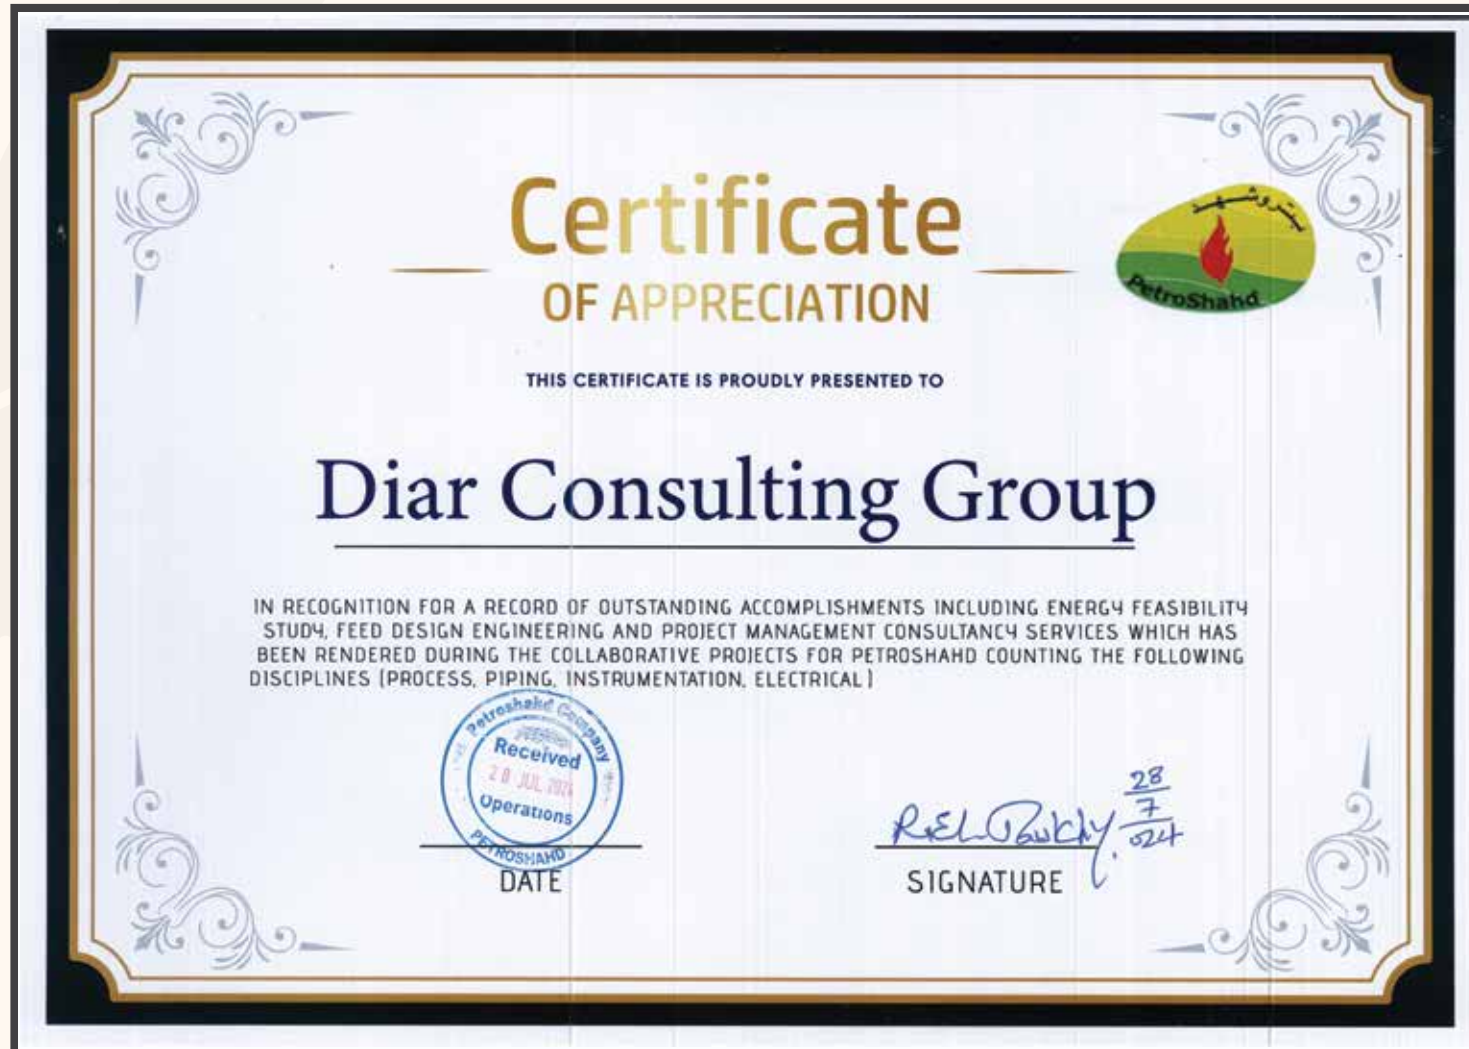 Certificate
OF APPRECIATION
بتروشهد
PetroShahd
THIS CERTIFICATE IS PROUDLY PRESENTED TO
Diar Consulting Group
IN RECOGNITION FOR A RECORD OF OUTSTANDING ACCOMPLISHMENTS INCLUDING ENERGY FEASIBILITY
STUDY, FEED DESIGN ENGINEERING AND PROJECT MANAGEMENT CONSULTANCY SERVICES WHICH HAS
BEEN RENDERED DURING THE COLLABORATIVE PROJECTS FOR PETROSHAHD COUNTING THE FOLLOWING
DISCIPLINES (PROCESS, PIPING, INSTRUMENTATION, ELECTRICAL)
Petroshahd Company
Received
28 JUL 2024
Operations
PETROSHAHD
DATE
28
7
024
SIGNATURE